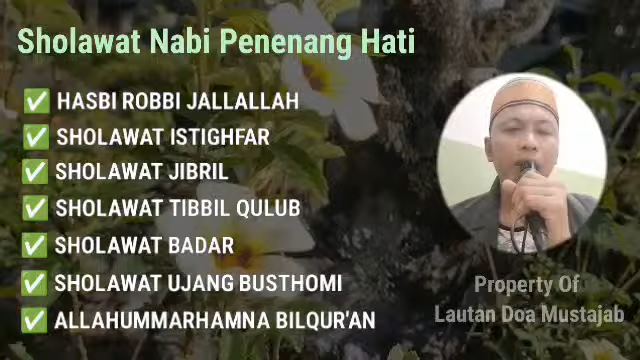 Sholawat Nabi Penenang Hati
✅ HASBI ROBBI JALLALLAH
✅ SHOLAWAT ISTIGHFAR
✅ SHOLAWAT JIBRIL
✅ SHOLAWAT TIBBIL QULUB
✅ SHOLAWAT BADAR
✅ SHOLAWAT UJANG BUSTHOMI
✅ ALLAHUMMARHAMNA BILQUR'AN
Property Of
Lautan Doa Mustajab